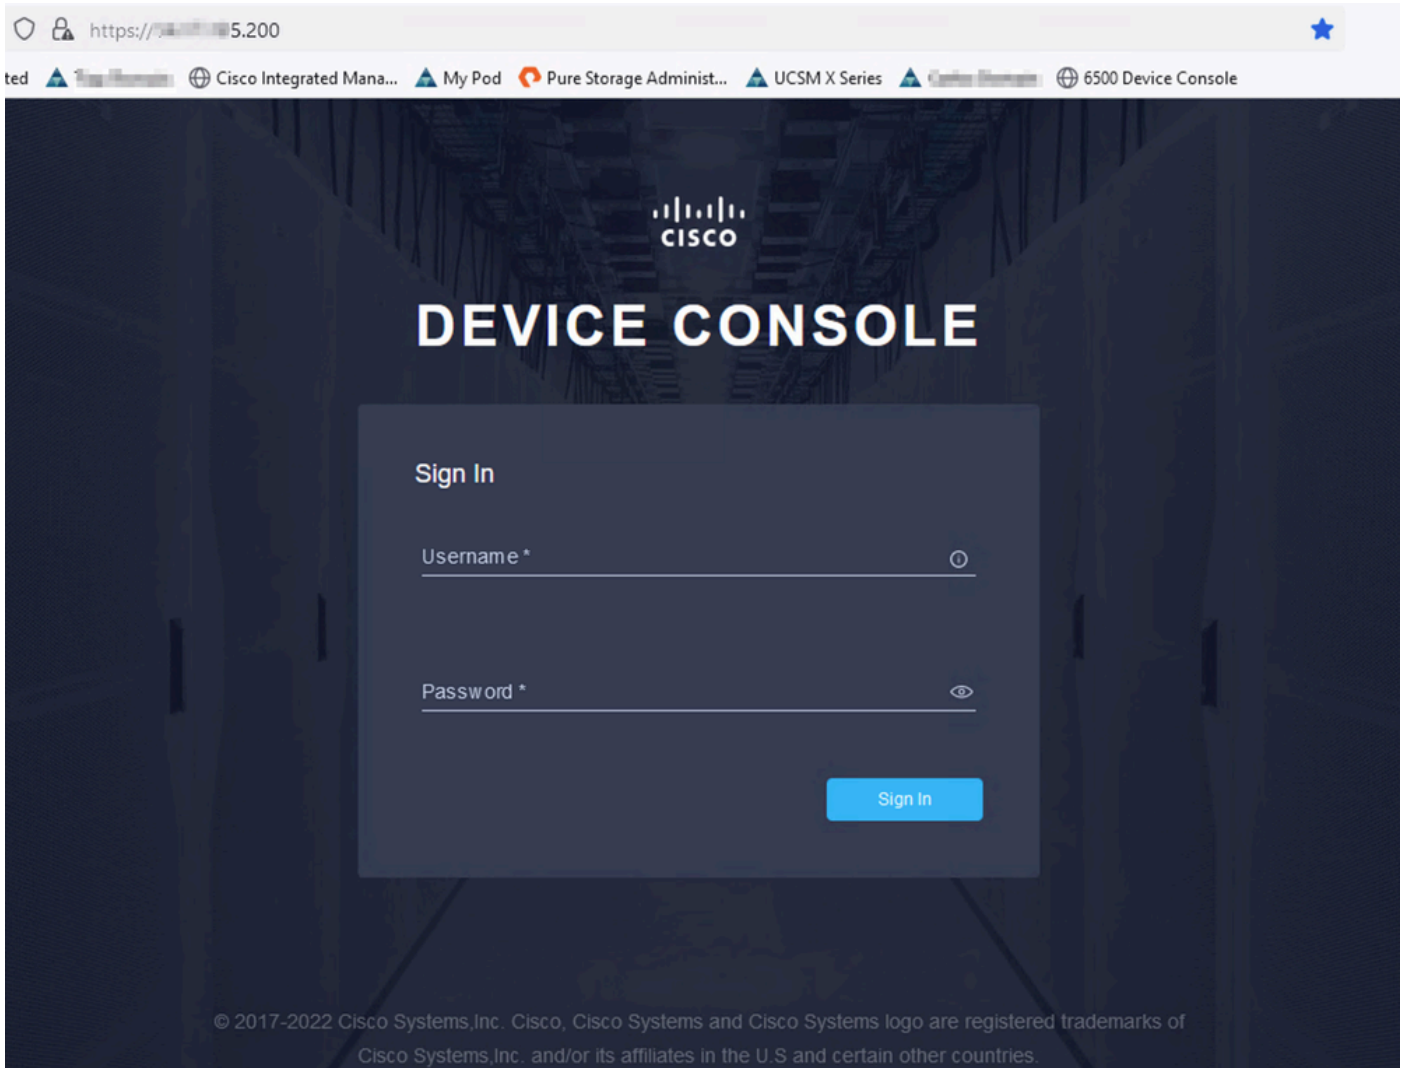 https:// 5.200
ted Cisco Integrated Mana... My Pod Pure Storage Administ... UCSM X Series 6500 Device Console
CISCO
DEVICE CONSOLE
Sign In
Username *
Password *
Sign In
© 2017-2022 Cisco Systems,Inc. Cisco, Cisco Systems and Cisco Systems logo are registered trademarks of
Cisco Systems,Inc. and/or its affiliates in the U.S and certain other countries.